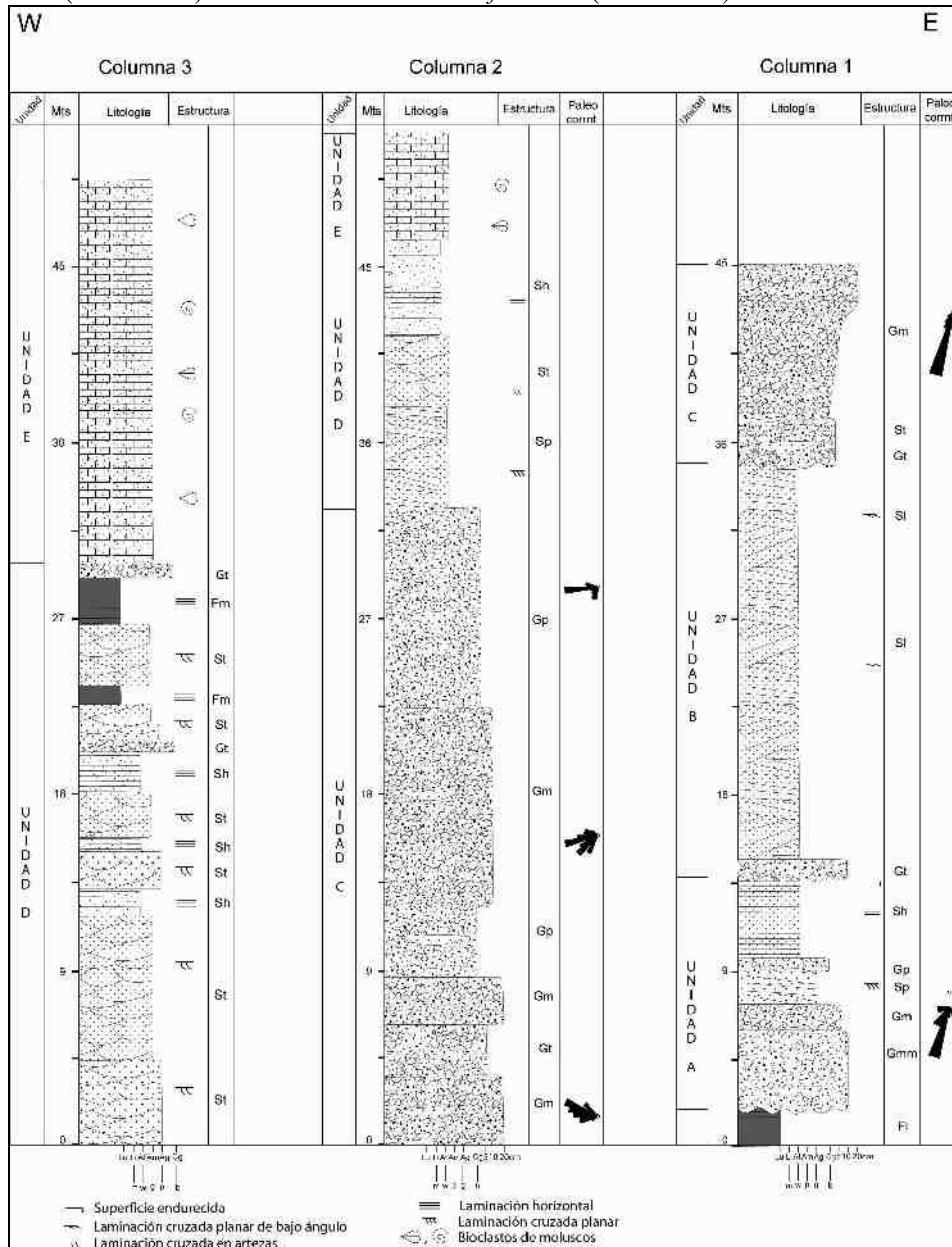 W
E
Columna 3
Columna 2
Columna 1
Unidad Mts Litología Estructura
Unidad Mts Litología Estructura Paleo corrnt
Unidad Mts Litología Estructura Paleo corrnt
UNIDAD E
UNIDAD D
45
27
18
9
0
Gt
Fm
St
Fm
St
Gt
Sh
St
Sh
St
Sh
St
St
UNIDAD E
UNIDAD D
UNIDAD C
45
36
27
18
9
0
Sh
St
Sp
Gp
Gm
Gp
Gm
Gt
Gm
UNIDAD C
UNIDAD B
UNIDAD A
45
36
27
18
9
0
Gm
St
Gt
Sl
Sl
Gt
Sh
Gp
Sp
Gm
Gmm
Superficie endurecida
Laminación cruzada planar de bajo ángulo
Laminación cruzada en artezas
Laminación horizontal
Laminación cruzada planar
Bioclastos de moluscos